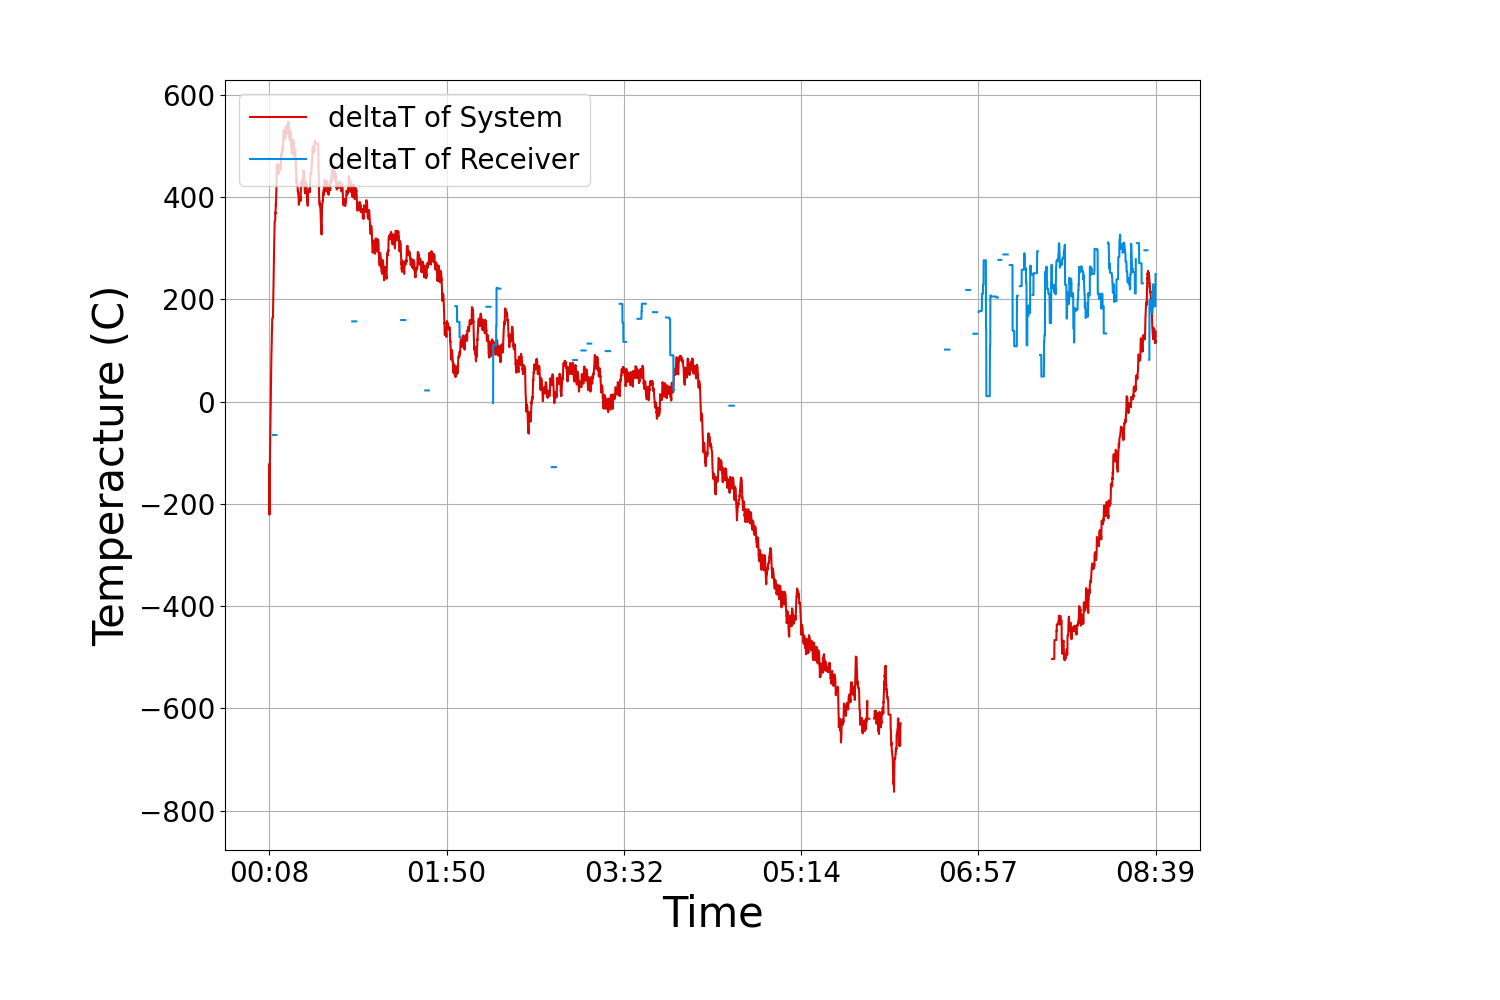 600
400
200
0
−200
−400
−600
−800
Temperacture (C)
deltaT of System
deltaT of Receiver
00:08 01:50 03:32 05:14 06:57 08:39
Time